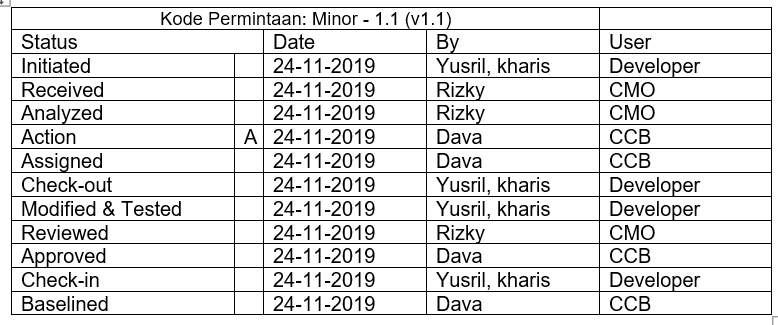 Kode Permintaan: Minor - 1.1 (v1.1)
Status Date By User
Initiated 24-11-2019 Yusril, kharis Developer
Received 24-11-2019 Rizky CMO
Analyzed 24-11-2019 Rizky CMO
Action A 24-11-2019 Dava CCB
Assigned 24-11-2019 Dava CCB
Check-out 24-11-2019 Yusril, kharis Developer
Modified & Tested 24-11-2019 Yusril, kharis Developer
Reviewed 24-11-2019 Rizky CMO
Approved 24-11-2019 Dava CCB
Check-in 24-11-2019 Yusril, kharis Developer
Baselined 24-11-2019 Dava CCB